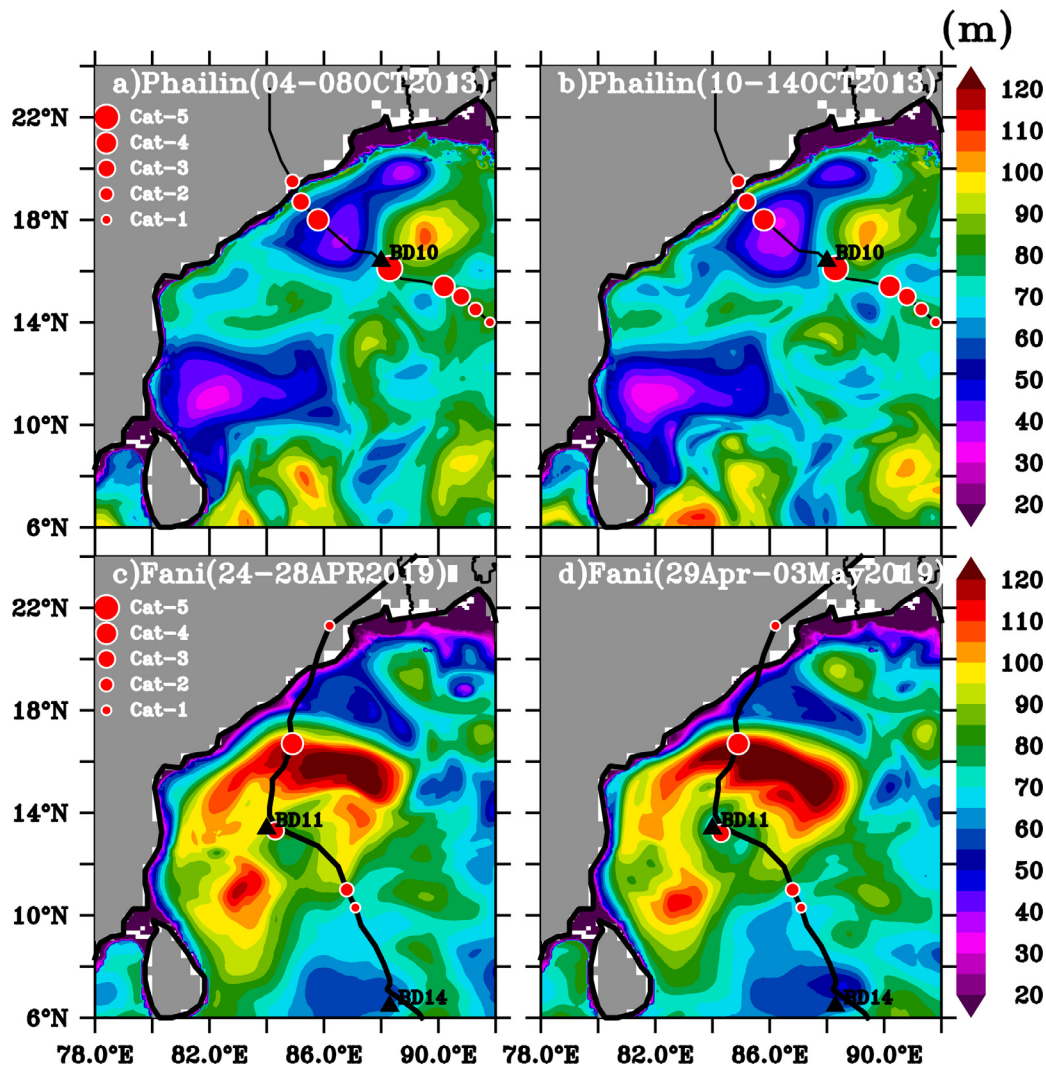 (m)
a)Phailin(04-08OCT2013)
Cat-5
Cat-4
Cat-3
Cat-2
Cat-1
BD10
22°N
18°N
14°N
10°N
6°N
b)Phailin(10-14OCT2013)
BD10
120
110
100
90
80
70
60
50
40
30
20
c)Fani(24-28APR2019)
Cat-5
Cat-4
Cat-3
Cat-2
Cat-1
BD11
BD14
22°N
18°N
14°N
10°N
6°N
78.0°E 82.0°E 86.0°E 90.0°E
d)Fani(29Apr-03May2019)
BD11
BD14
78.0°E 82.0°E 86.0°E 90.0°E
120
110
100
90
80
70
60
50
40
30
20